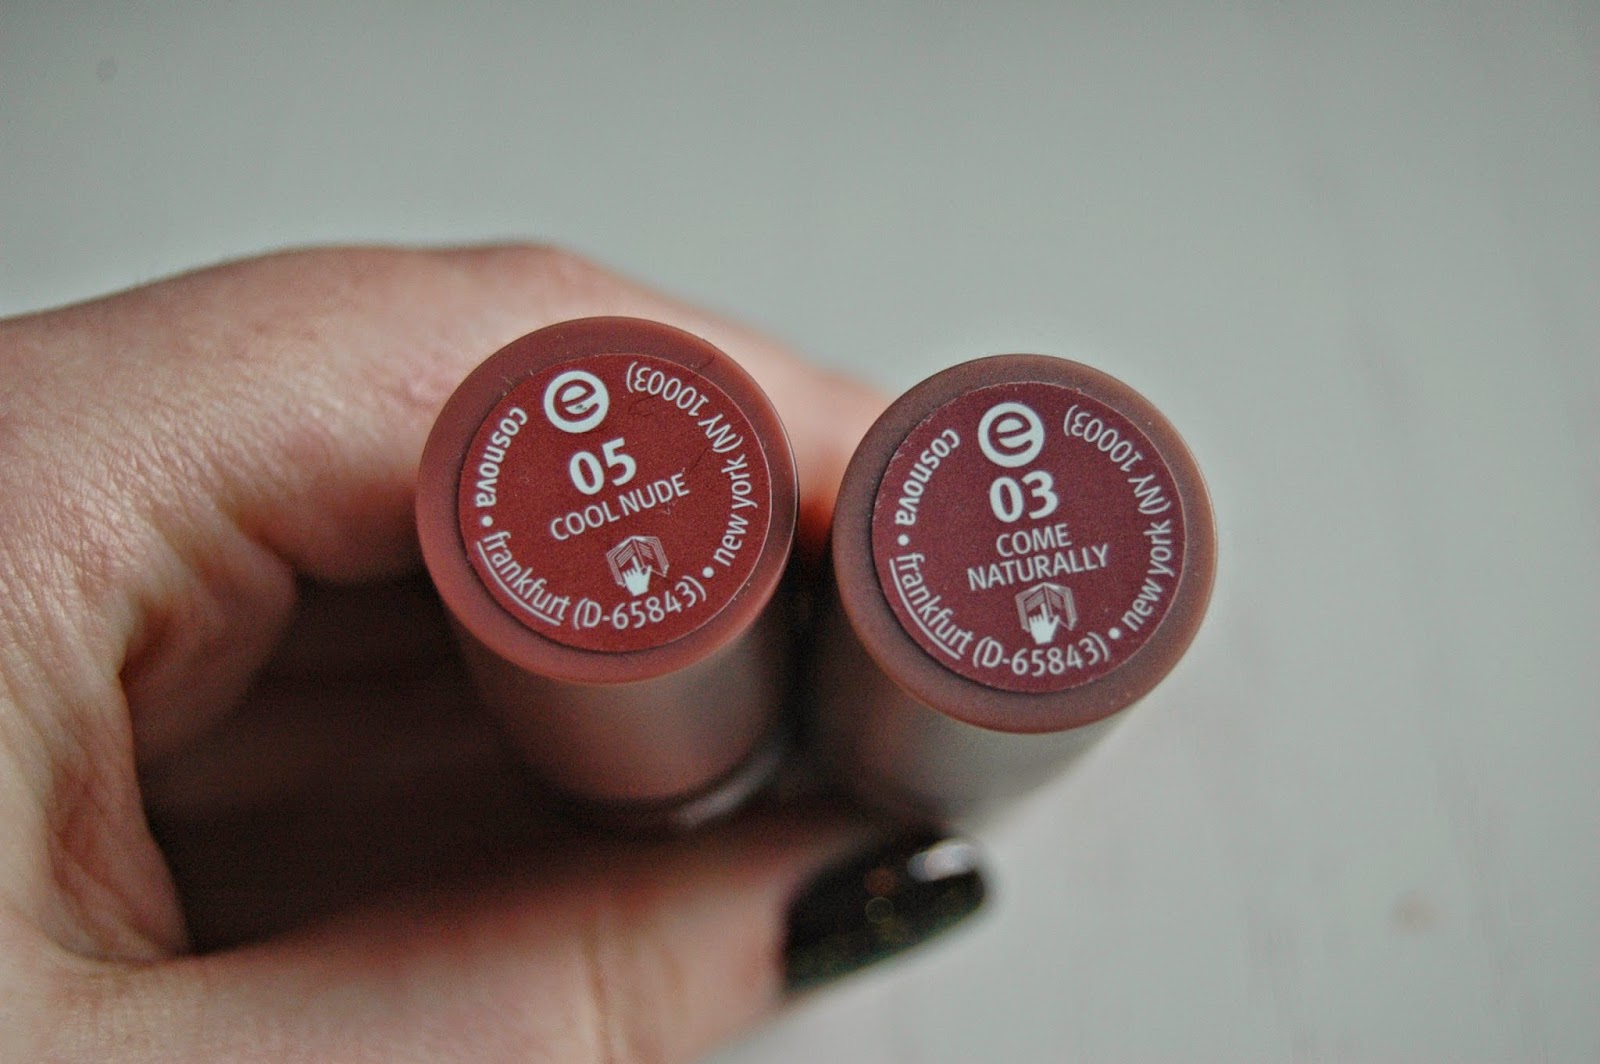 e
05
COOL NUDE
cosnova • frankfurt (D-65843) • new york (NY 10003)
e
03
COME
NATURALLY
cosnova • frankfurt (D-65843) • new york (NY 10003)